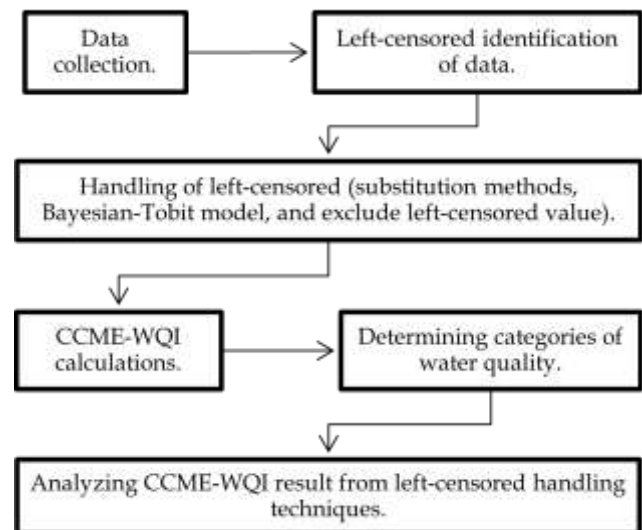 Data
collection.
Left-censored identification
of data.
Handling of left-censored (substitution methods,
Bayesian-Tobit model, and exclude left-censored value).
CCME-WQI
calculations.
Determining categories of
water quality.
Analyzing CCME-WQI result from left-censored handling
techniques.